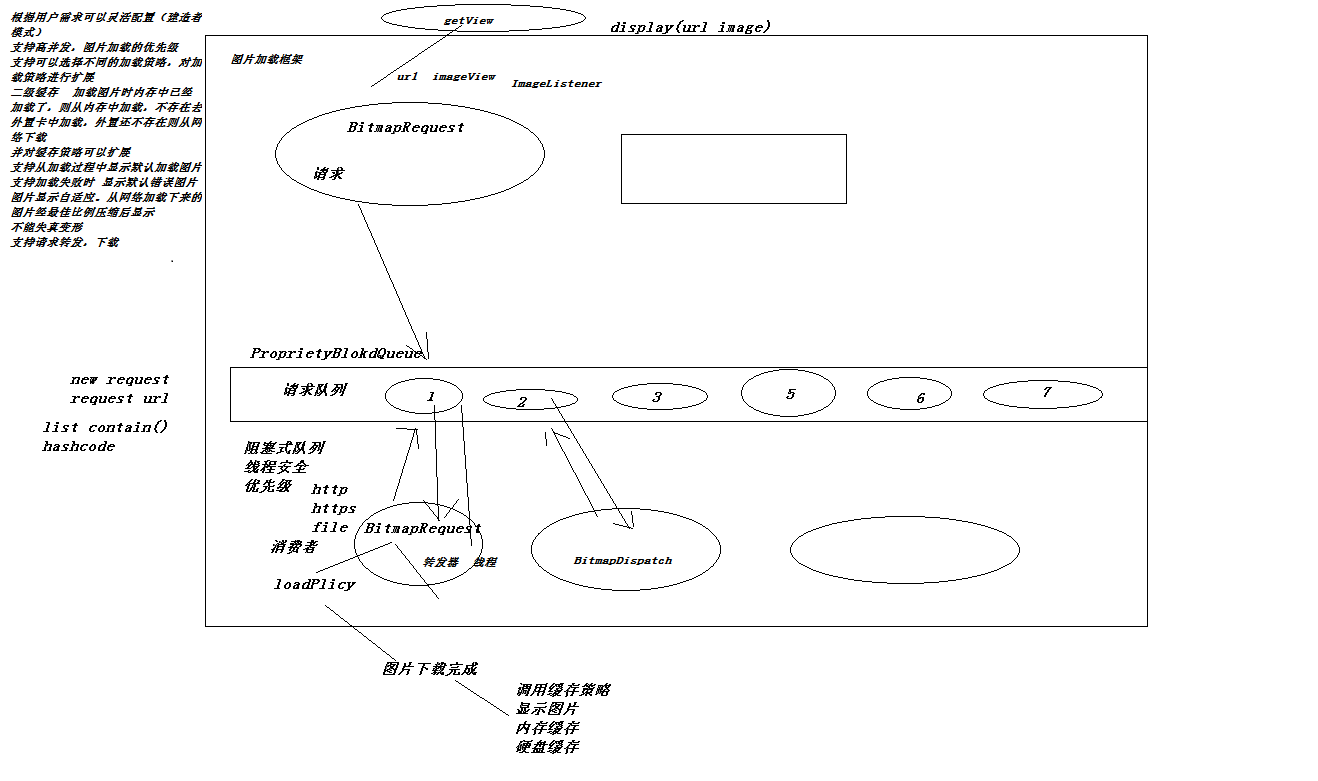 根据用户需求可以灵活配置（建造者
模式）
支持高并发，图片加载的优先级
支持可以选择不同的加载策略，对加
载策略进行扩展
二级缓存 加载图片时内存中已经
加载了，则从内存中加载，不存在去
外置卡中加载，外置还不存在则从网
络下载
并对缓存策略可以扩展
支持从加载过程中显示默认加载图片
支持加载失败时 显示默认错误图片
图片显示自适应。从网络加载下来的
图片经最佳比例压缩后显示
不能失真变形
支持请求转发，下载
getView
display(url image)
图片加载框架
url imageView ImageListener
BitmapRequest
请求
ProprietyBlokdQueue
new request
request url
list contain()
hashcode
请求队列
1
2
3
5
6
7
阻塞式队列
线程安全
优先级
http
https
file
消费者
BitmapRequest
转发器 线程
loadPlicy
BitmapDispatch
图片下载完成
调用缓存策略
显示图片
内存缓存
硬盘缓存